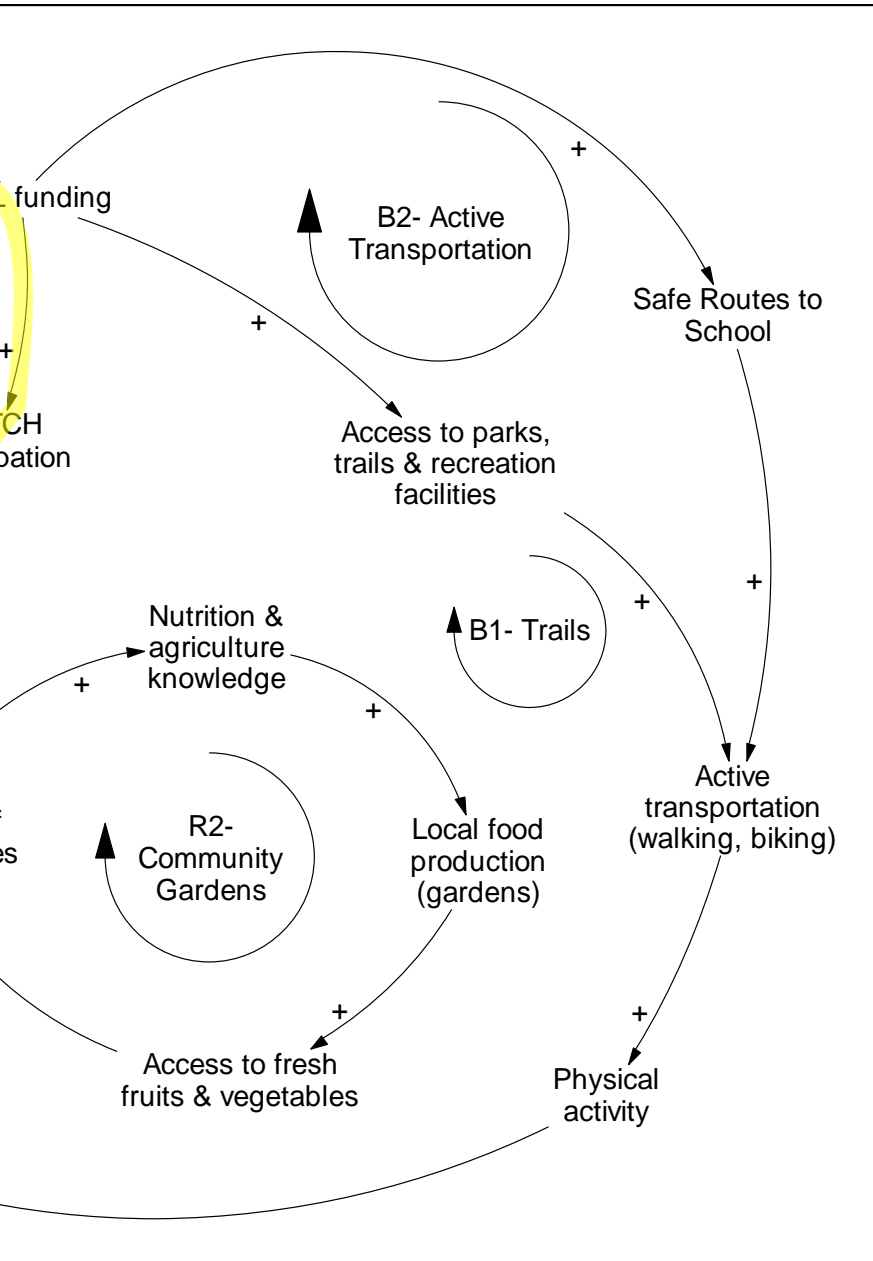 funding
+
B2- Active
Transportation
+
Safe Routes to
School
+
Access to parks,
trails & recreation
facilities
+
B1- Trails
+
+
Nutrition &
agriculture
knowledge
+
+
R2-
Community
Gardens
Local food
production
(gardens)
Active
transportation
(walking, biking)
+
+
Access to fresh
fruits & vegetables
Physical
activity